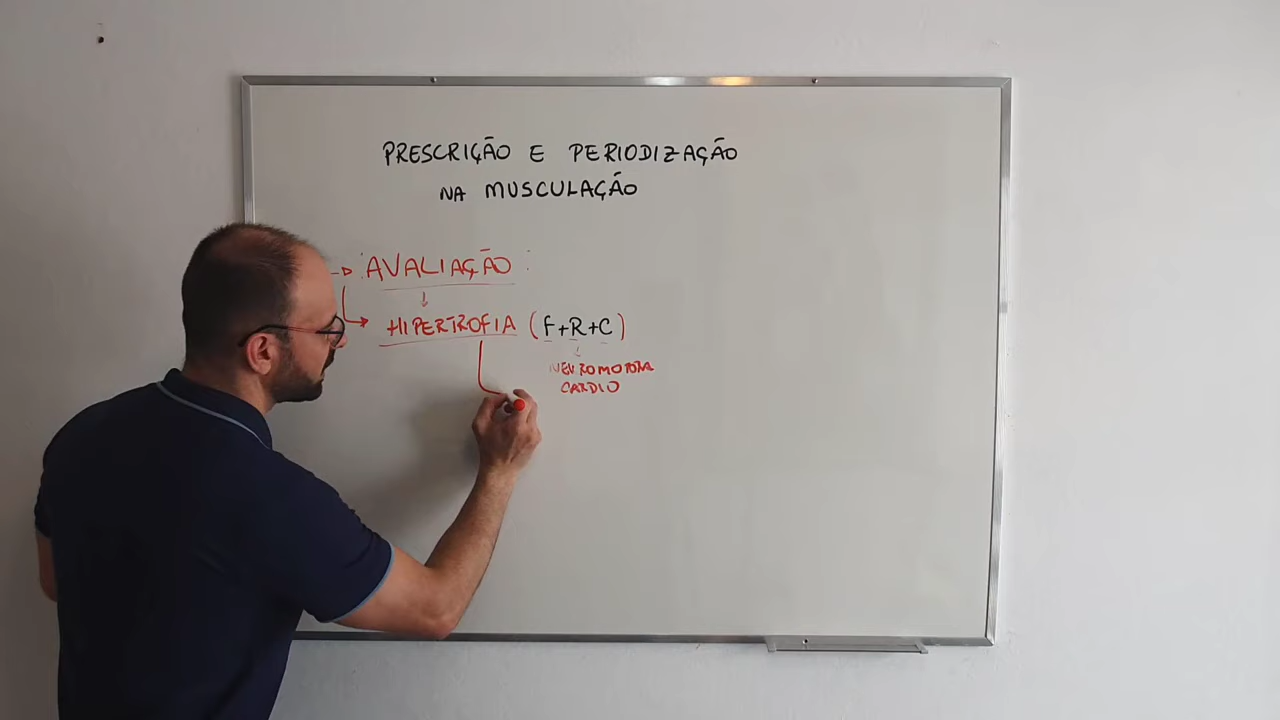 PRESCRIÇÃO E PERIODIZAÇÃO
NA MUSCULAÇÃO
AVALIAÇÃO :
HIPERTROFIA (F+R+C)
NEUROMOTORA
CARDIO